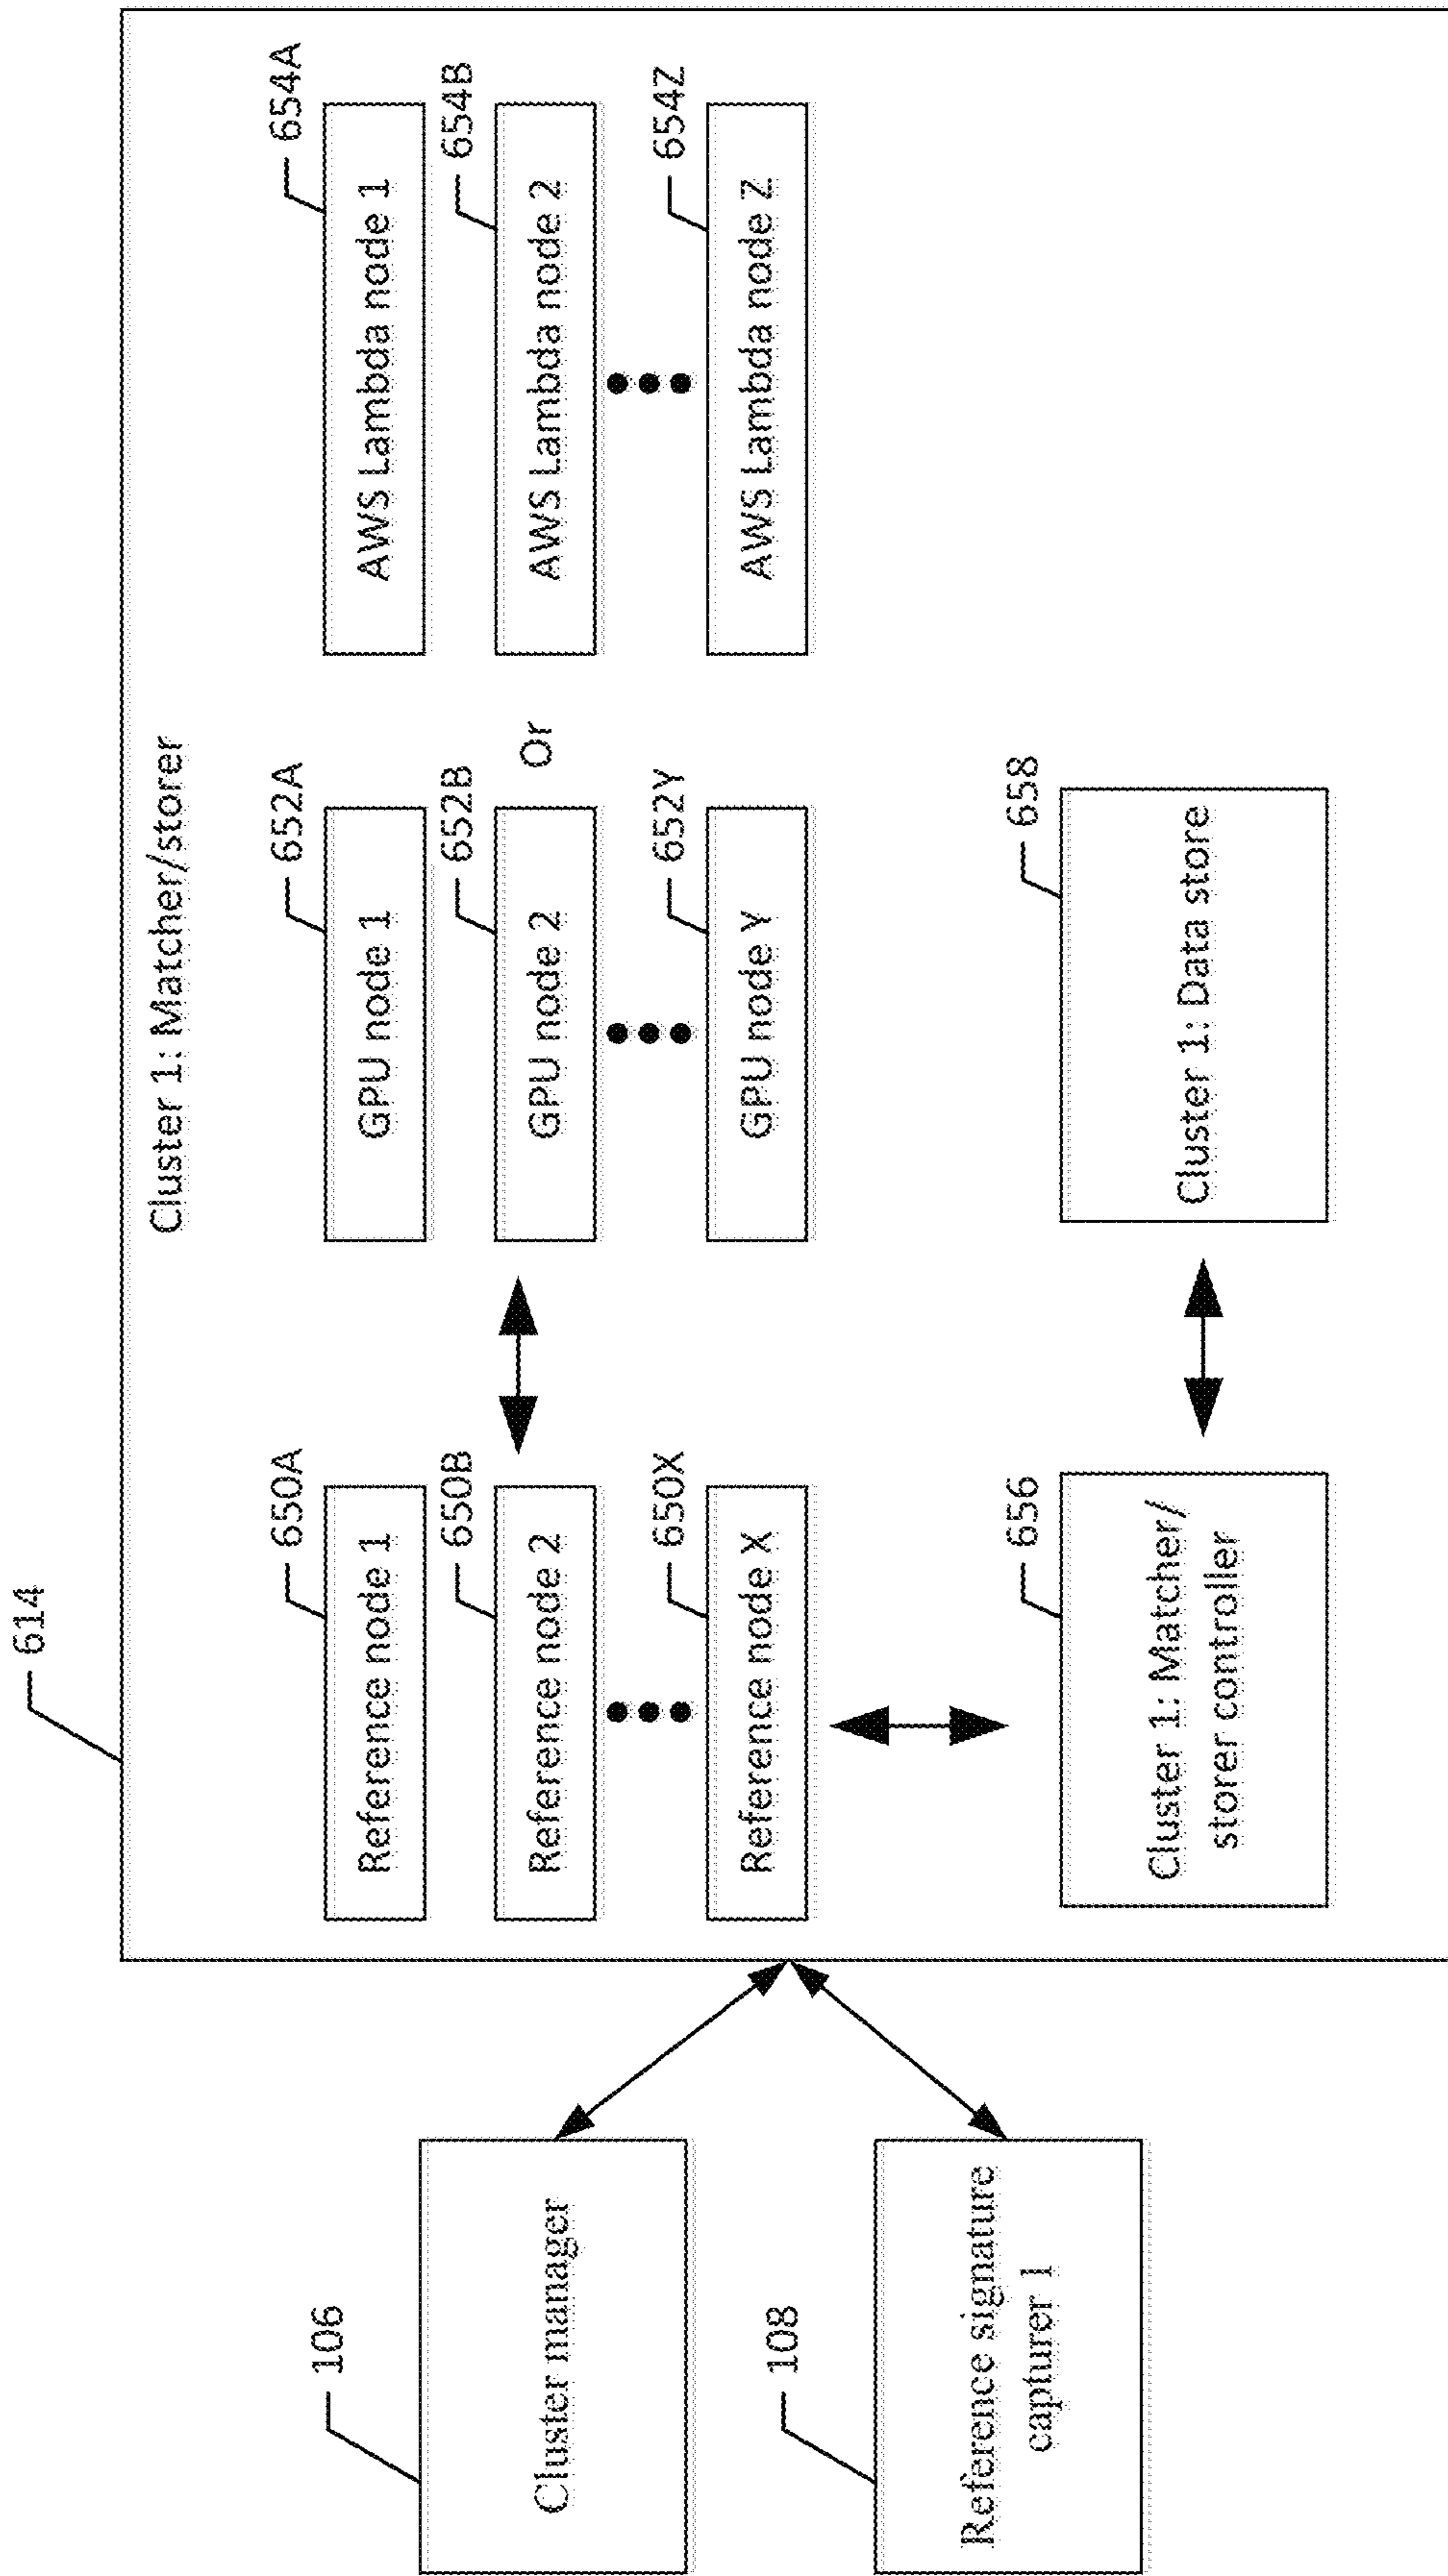 614
Cluster 1: Matcher/storer
106
Cluster manager
108
Reference signature
capturer 1
650A
Reference node 1
650B
Reference node 2
650X
Reference node X
652A
GPU node 1
652B
GPU node 2
652Y
GPU node Y
Or
654A
AWS Lambda node 1
654B
AWS Lambda node 2
654Z
AWS Lambda node Z
656
Cluster 1: Matcher/
storer controller
658
Cluster 1: Data store